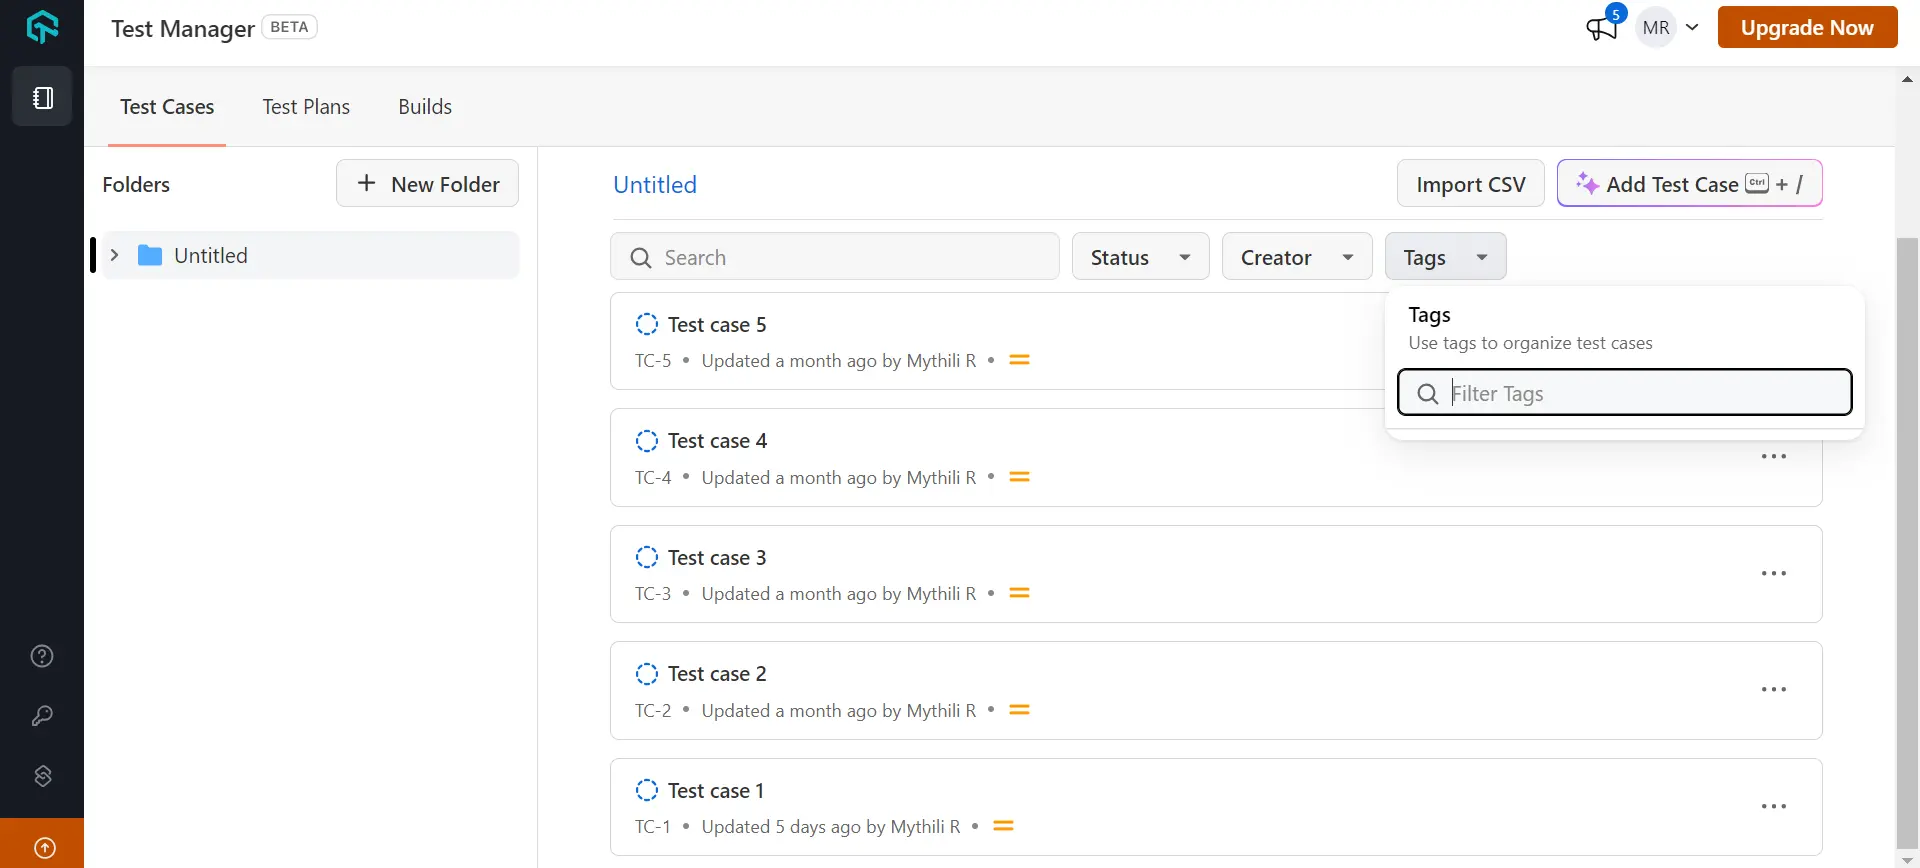 Test Manager BETA
5
MR
Upgrade Now
Test Cases
Test Plans
Builds
Folders
+ New Folder
Untitled
Untitled
Import CSV
Add Test Case Ctrl + /
Search
Status
Creator
Tags
Tags
Use tags to organize test cases
Filter Tags
Test case 5
TC-5 • Updated a month ago by Mythili R •
Test case 4
TC-4 • Updated a month ago by Mythili R •
Test case 3
TC-3 • Updated a month ago by Mythili R •
Test case 2
TC-2 • Updated a month ago by Mythili R •
Test case 1
TC-1 • Updated 5 days ago by Mythili R •